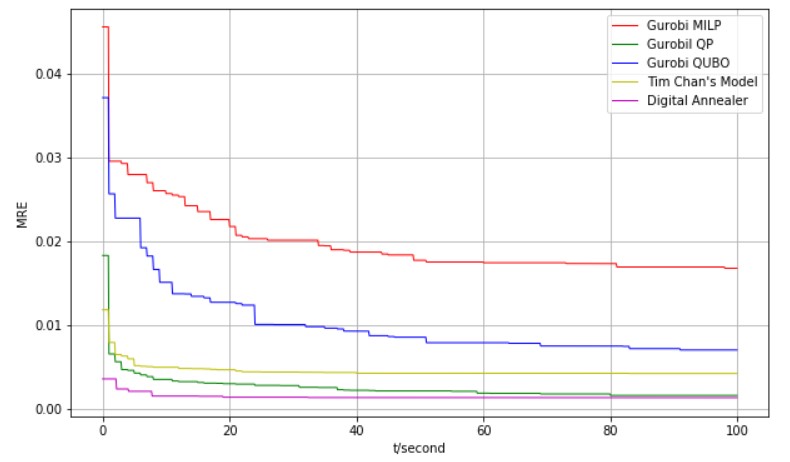 Gurobi MILP
Gurobil QP
Gurobi QUBO
Tim Chan's Model
Digital Annealer
0.04
0.03
0.02
0.01
0.00
MRE
0 20 40 60 80 100
t/second